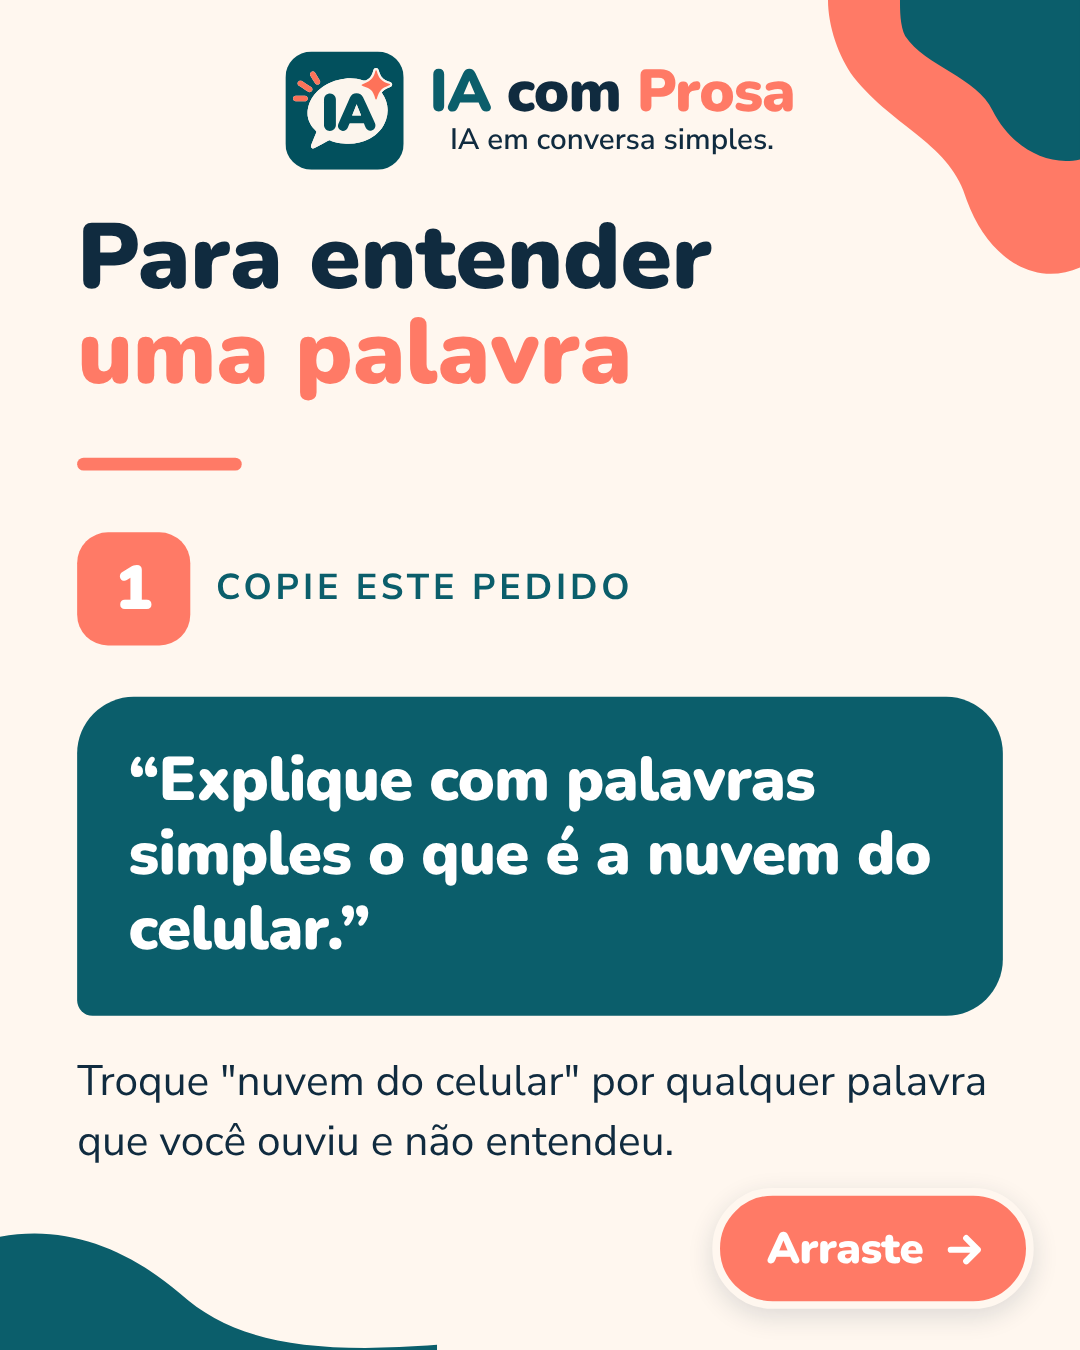 IA
IA com Prosa
IA em conversa simples.
Para entender
uma palavra
1
COPIE ESTE PEDIDO
“Explique com palavras
simples o que é a nuvem do
celular.”
Troque "nuvem do celular" por qualquer palavra
que você ouviu e não entendeu.
Arraste →